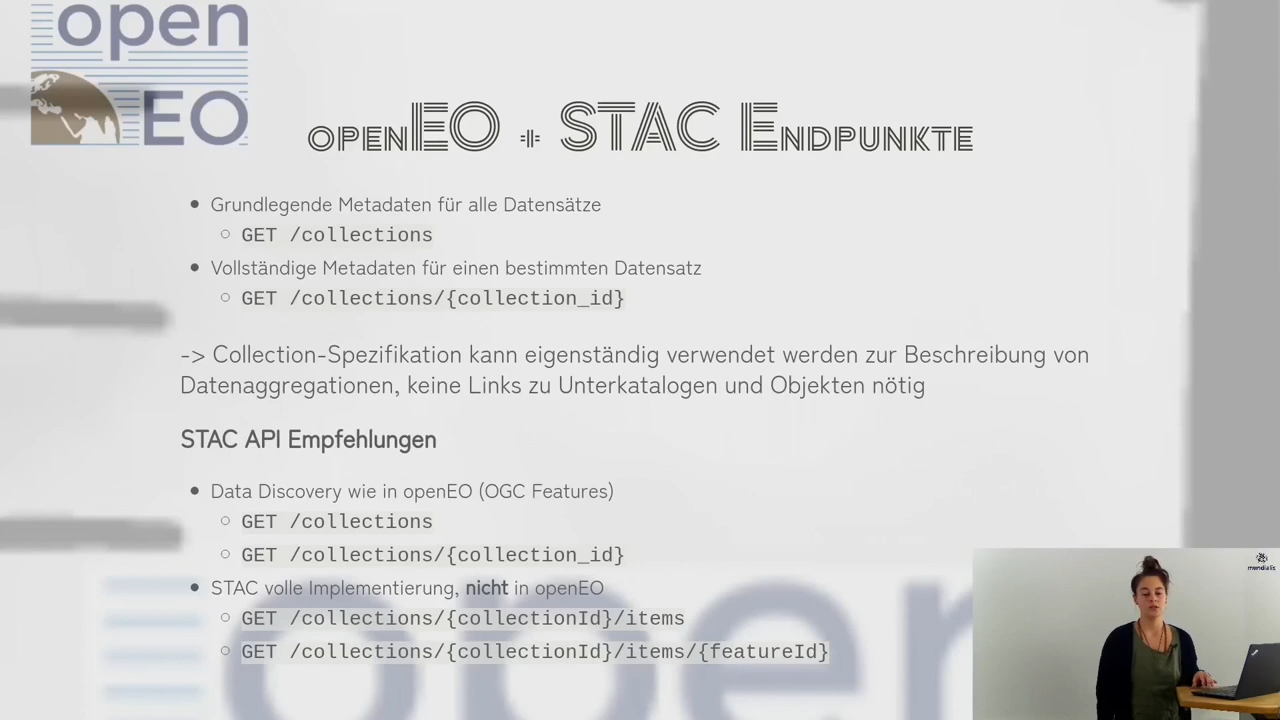 open
EO
openEO + STAC Endpunkte
Grundlegende Metadaten für alle Datensätze
GET /collections
Vollständige Metadaten für einen bestimmten Datensatz
GET /collections/{collection_id}
-> Collection-Spezifikation kann eigenständig verwendet werden zur Beschreibung von
Datenaggregationen, keine Links zu Unterkatalogen und Objekten nötig
STAC API Empfehlungen
Data Discovery wie in openEO (OGC Features)
GET /collections
GET /collections/{collection_id}
STAC volle Implementierung, nicht in openEO
GET /collections/{collectionId}/items
GET /collections/{collectionId}/items/{featureId}
open
mundialis